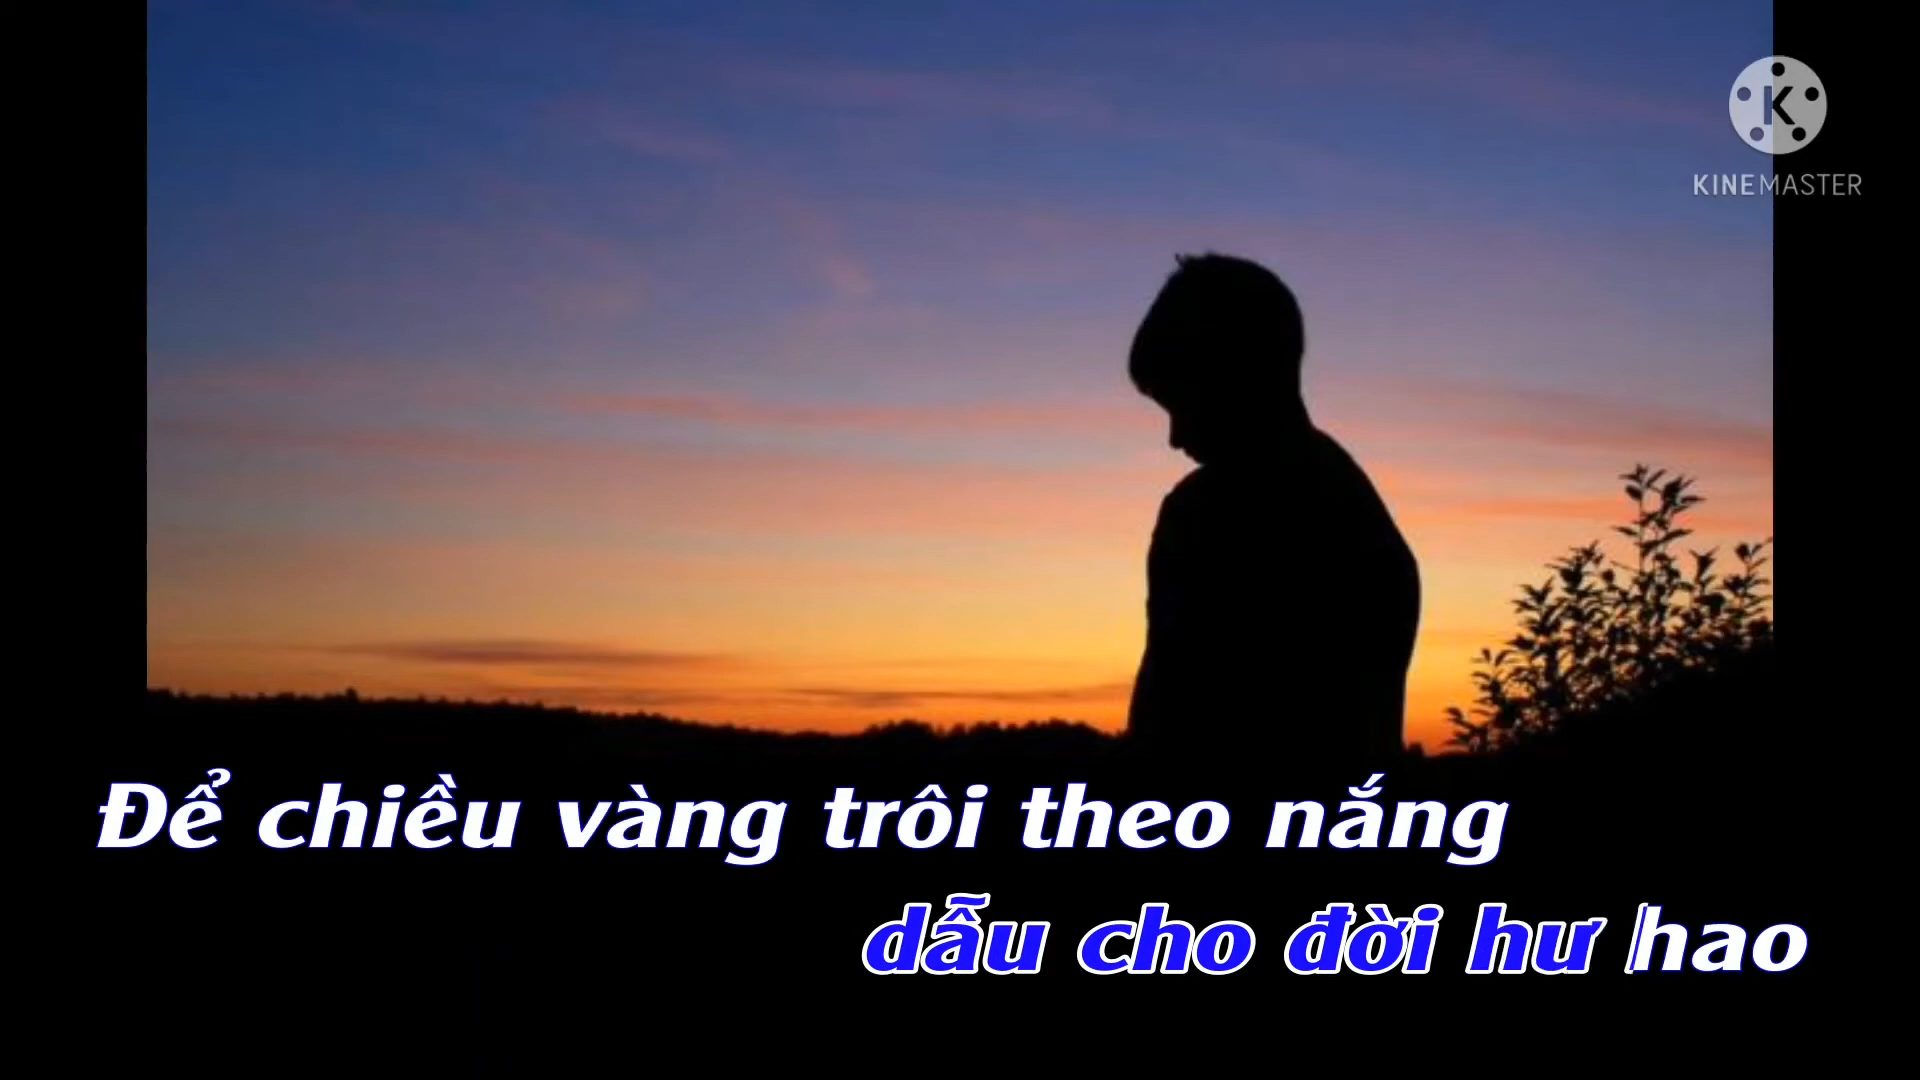 K
KINEMASTER
Để chiều vàng trôi theo nắng
dẫu cho đời hư hao